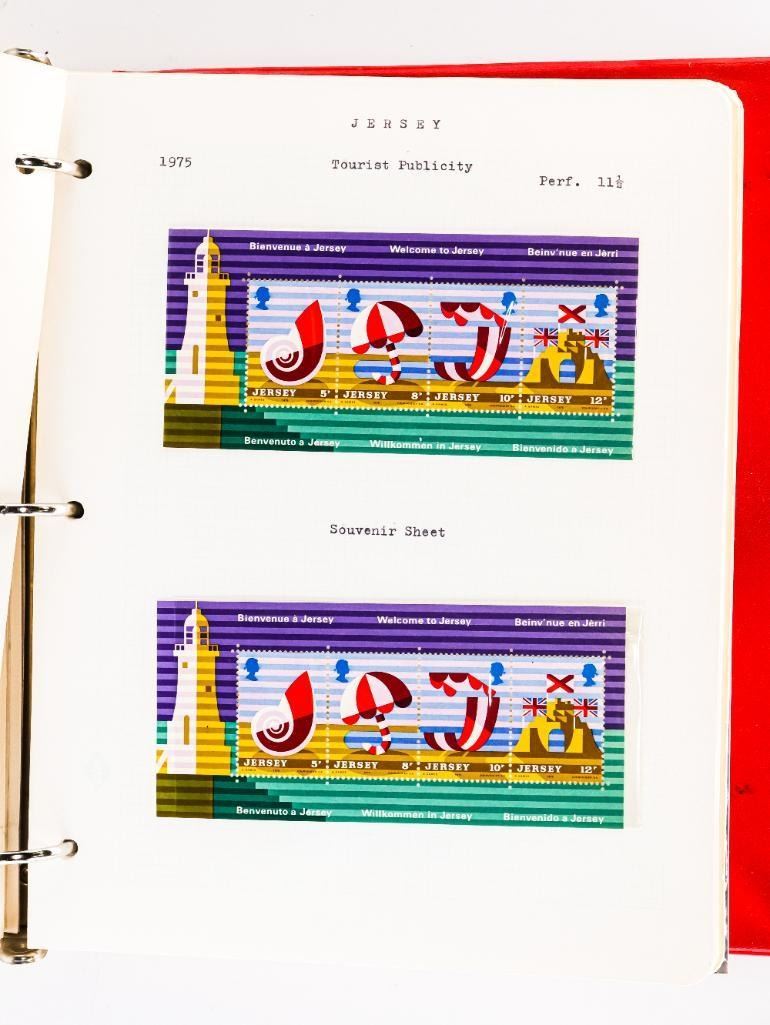 JERSEY
1975 Tourist Publicity
Perf. 11½
Bienvenue à Jersey Welcome to Jersey Beinv'nue en Jèrri
JERSEY 5P JERSEY 8P JERSEY 10P JERSEY 12P
Benvenuto a Jersey Willkommen in Jersey Bienvenido a Jersey
Souvenir Sheet
Bienvenue à Jersey Welcome to Jersey Beinv'nue en Jèrri
JERSEY 5P JERSEY 8P JERSEY 10P JERSEY 12P
Benvenuto a Jersey Willkommen in Jersey Bienvenido a Jersey